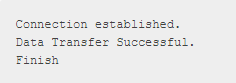 Connection established.
Data Transfer Successful.
Finish